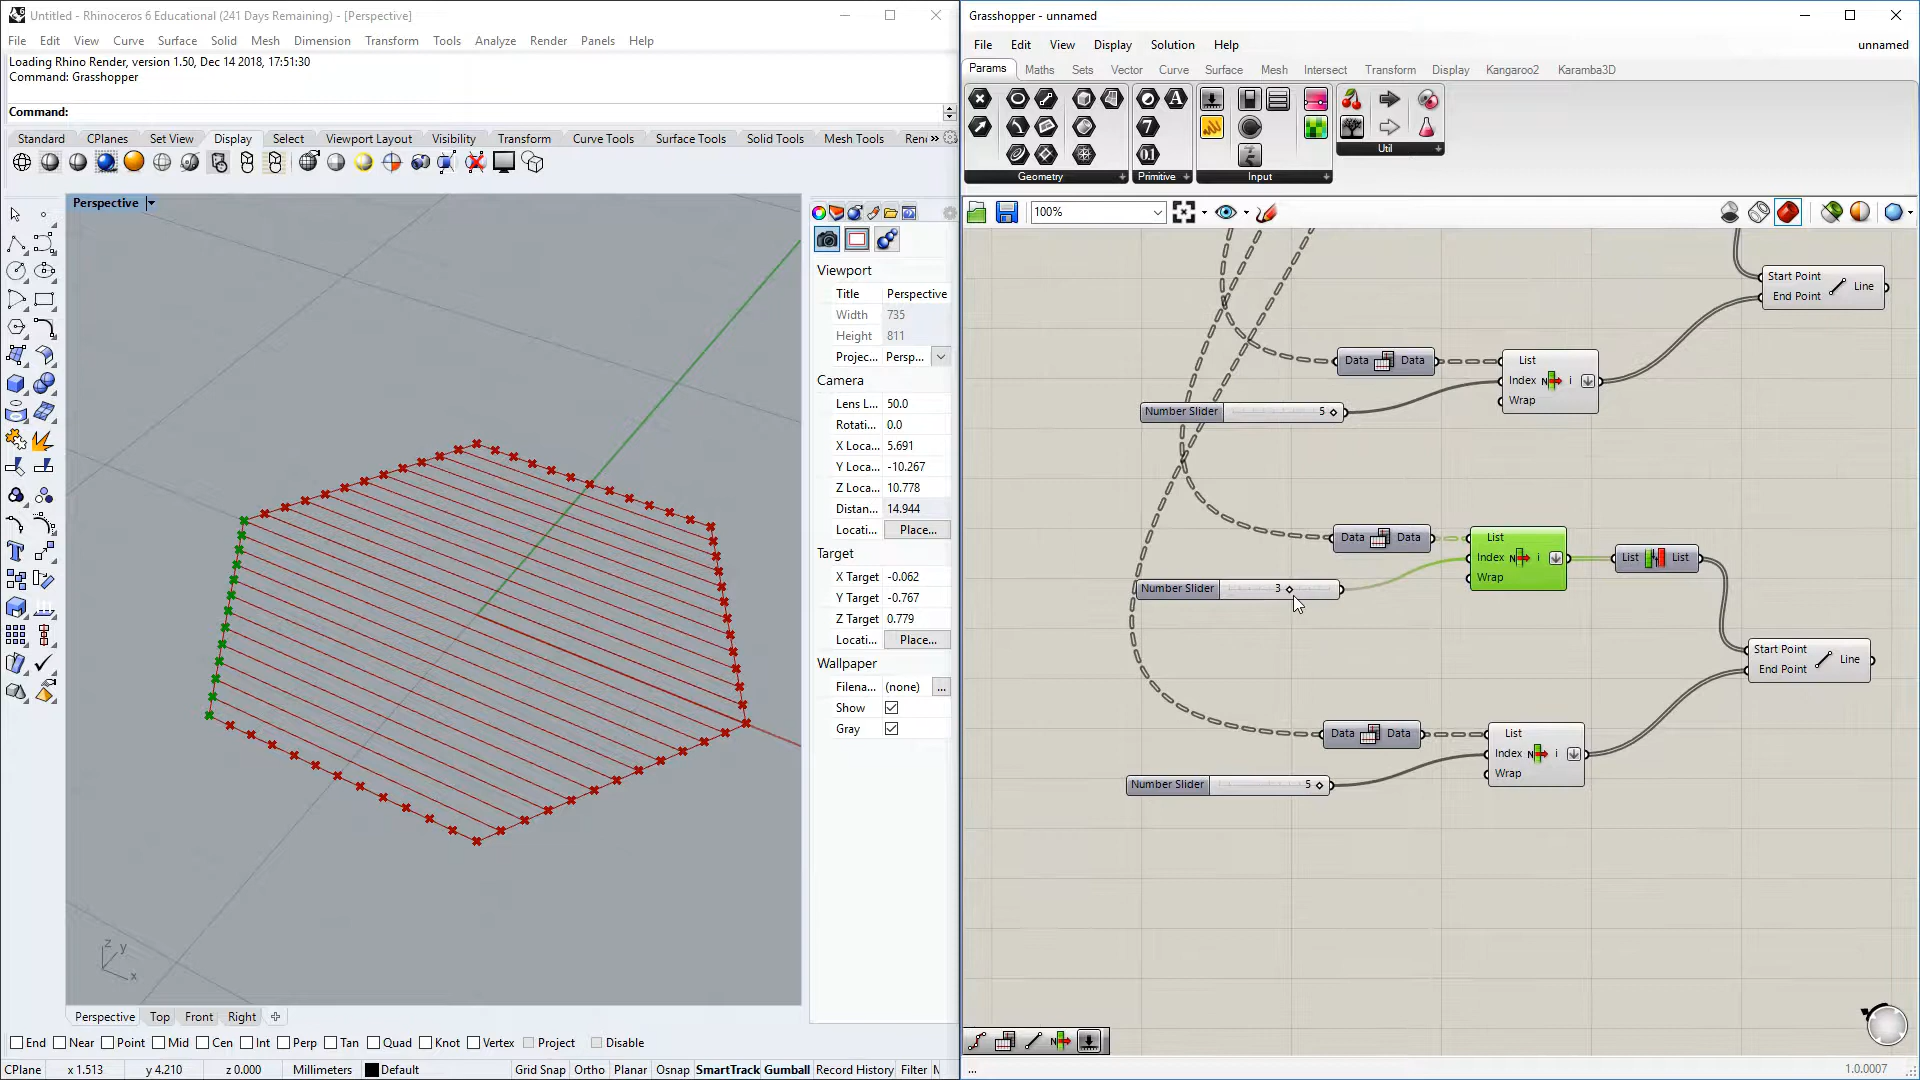 Untitled - Rhinoceros 6 Educational (241 Days Remaining) - [Perspective]
File Edit View Curve Surface Solid Mesh Dimension Transform Tools Analyze Render Panels Help
Loading Rhino Render, version 1.50, Dec 14 2018, 17:51:30
Command: Grasshopper
Command:
Standard CPlanes Set View Display Select Viewport Layout Visibility Transform Curve Tools Surface Tools Solid Tools Mesh Tools Ren
Perspective
Viewport
Title Perspective
Width 735
Height 811
Projec... Persp...
Camera
Lens L... 50.0
Rotati... 0.0
X Loca... 5.691
Y Loca... -10.267
Z Loca... 10.778
Distan... 14.944
Locati... Place...
Target
X Target -0.062
Y Target -0.767
Z Target 0.779
Locati... Place...
Wallpaper
Filena... (none) ...
Show
Gray
z y x
Perspective Top Front Right
End Near Point Mid Cen Int Perp Tan Quad Knot Vertex Project Disable
CPlane x 1.513 y 4.210 z 0.000 Millimeters Default Grid Snap Ortho Planar Osnap SmartTrack Gumball Record History Filter
Grasshopper - unnamed
File Edit View Display Solution Help unnamed
Params Maths Sets Vector Curve Surface Mesh Intersect Transform Display Kangaroo2 Karamba3D
Geometry Primitive Input Util
100%
Start Point
End Point Line
Data Data List
Index i
Wrap
Number Slider 5
Data Data List
Index i
Wrap
List List
Number Slider 3
Start Point
End Point Line
Data Data List
Index i
Wrap
Number Slider 5
... 1.0.0007